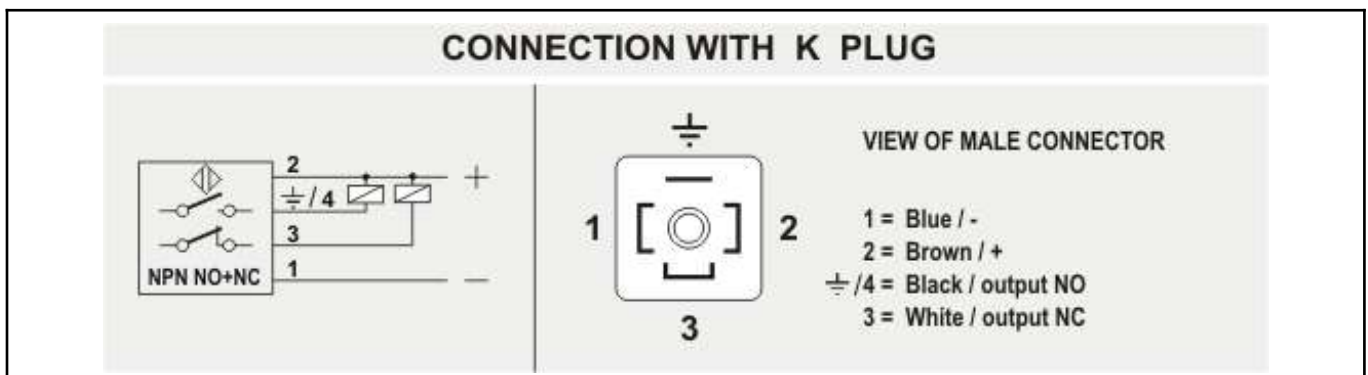 CONNECTION WITH K PLUG
2
+
⏚/4
3
NPN NO+NC
1
−
⏚
1
2
3
VIEW OF MALE CONNECTOR
1 = Blue / -
2 = Brown / +
⏚/4 = Black / output NO
3 = White / output NC